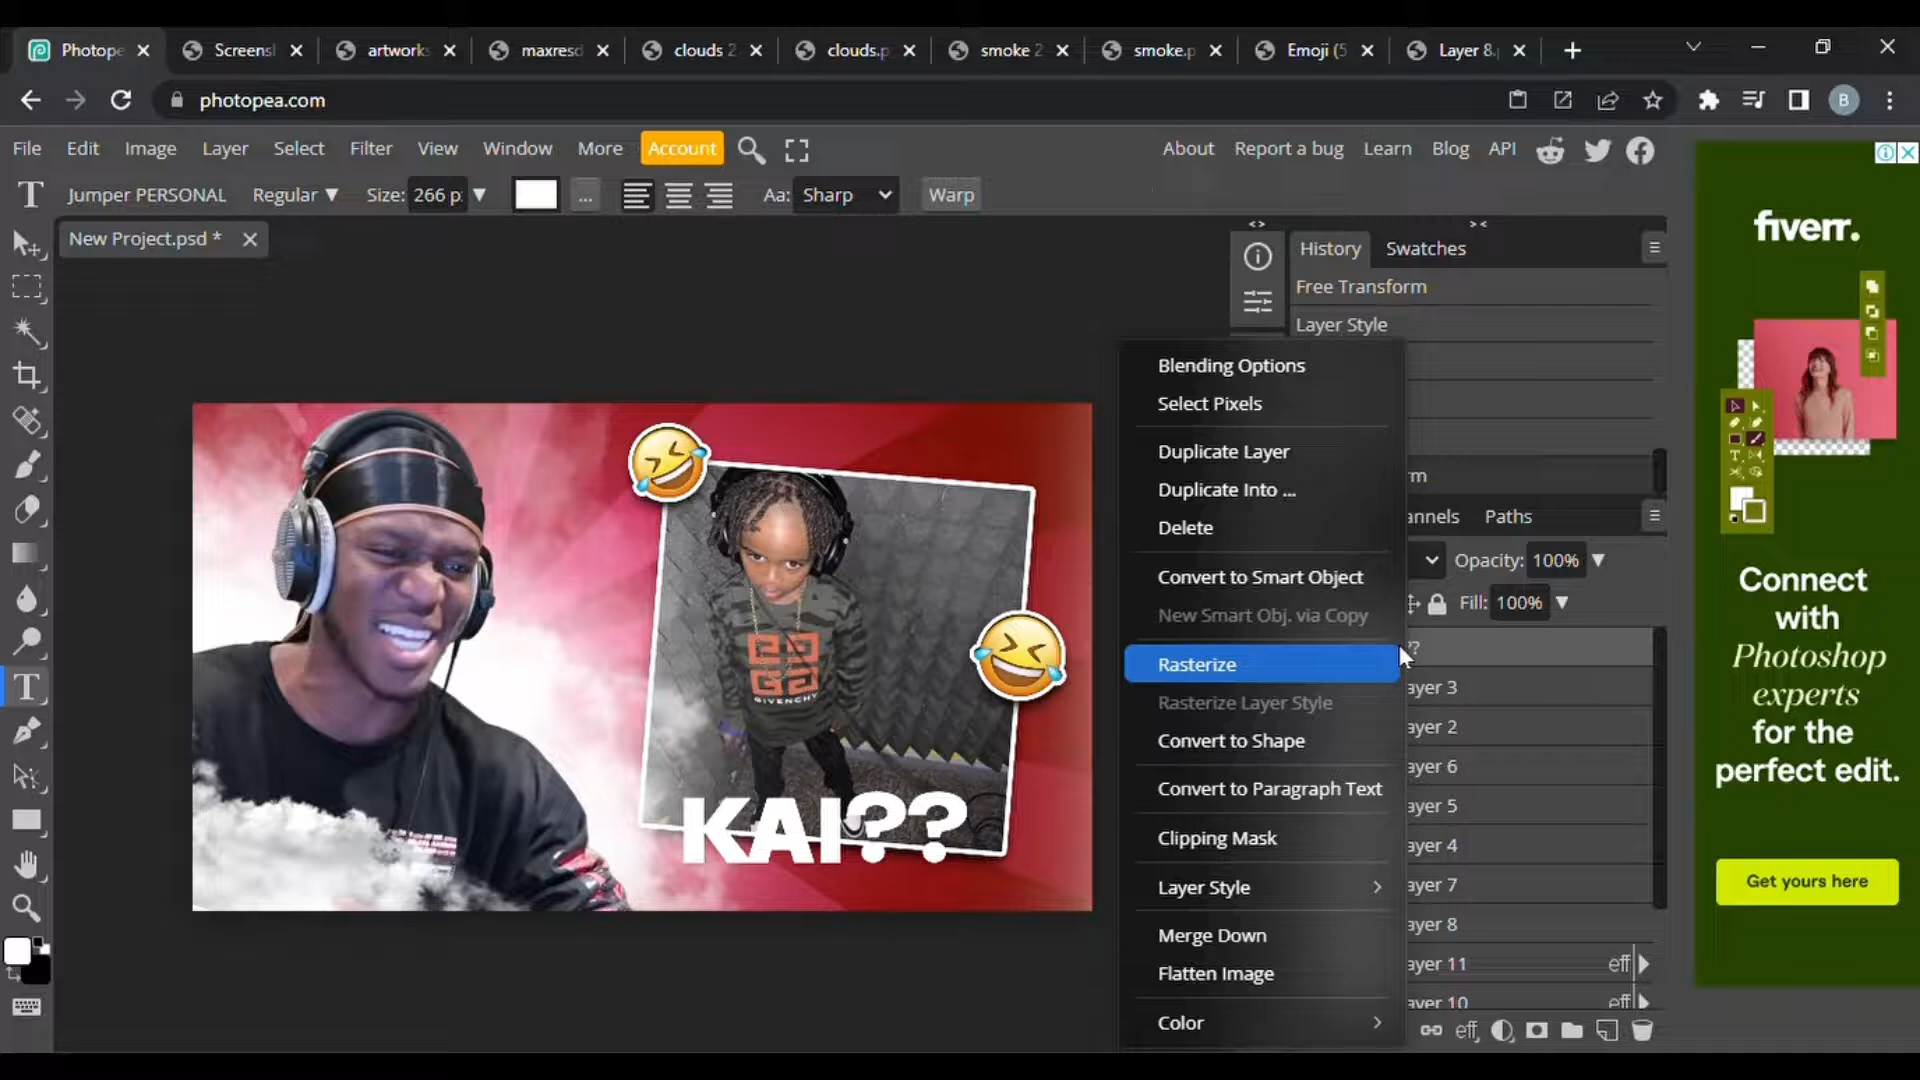 Photope
Screensl
artwork
maxresd
clouds 2
clouds.p
smoke 2
smoke.p
Emoji (5
Layer 8.
photopea.com
B
File Edit Image Layer Select Filter View Window More Account
About Report a bug Learn Blog API
T Jumper PERSONAL Regular Size: 266 p ... Aa: Sharp Warp
New Project.psd *
History Swatches
Free Transform
Layer Style
Blending Options
Select Pixels
Duplicate Layer
Duplicate Into ...
Delete
Convert to Smart Object
New Smart Obj. via Copy
Rasterize
Rasterize Layer Style
Convert to Shape
Convert to Paragraph Text
Clipping Mask
Layer Style
Merge Down
Flatten Image
Color
rm
annels Paths
Opacity: 100%
Fill: 100%
??
ayer 3
ayer 2
ayer 6
ayer 5
ayer 4
ayer 7
ayer 8
ayer 11 eff
ayer 10 eff
eff
GIVENCHY
KAI??
fiverr.
Connect
with
Photoshop
experts
for the
perfect edit.
Get yours here